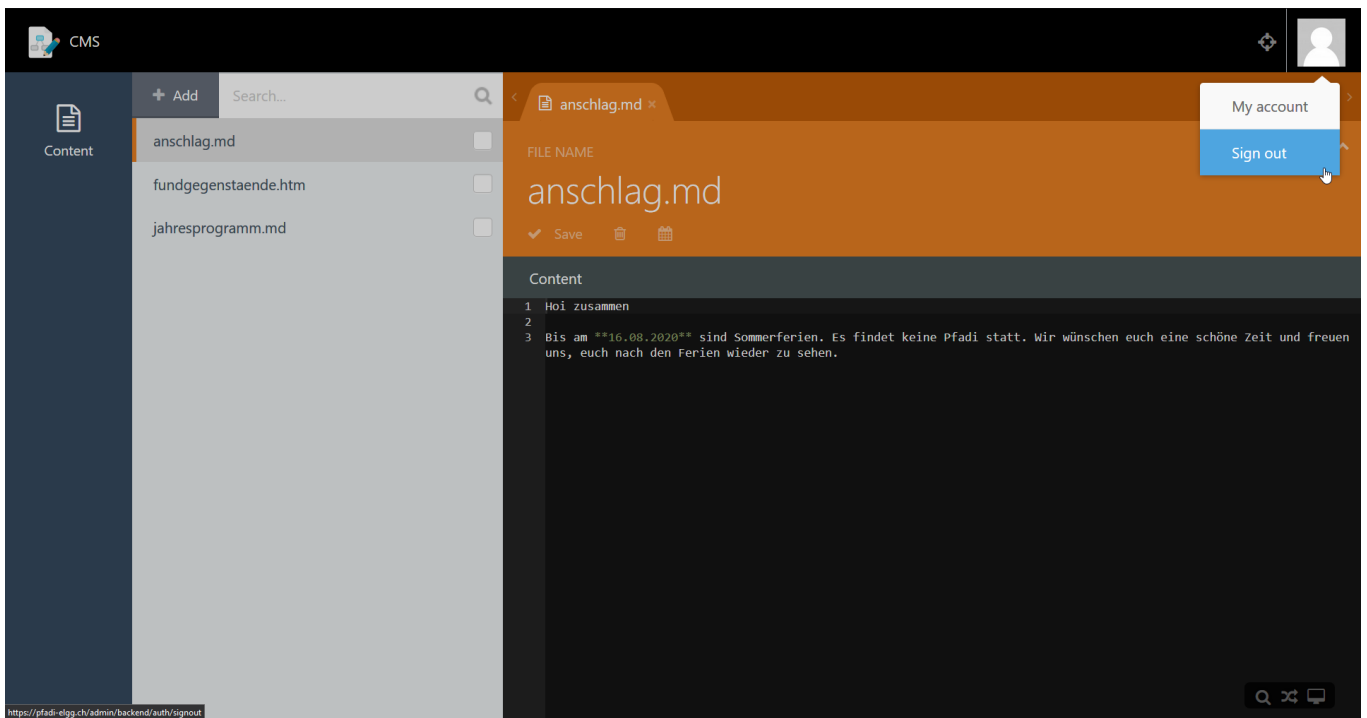 CMS
Content
+ Add
Search...
anschlag.md
fundgegenstaende.htm
jahresprogramm.md
anschlag.md ×
My account
Sign out
FILE NAME
anschlag.md
Save
Content
1 Hoi zusammen
2
3 Bis am **16.08.2020** sind Sommerferien. Es findet keine Pfadi statt. Wir wünschen euch eine schöne Zeit und freuen
uns, euch nach den Ferien wieder zu sehen.
https://pfadi-elgg.ch/admin/backend/auth/signout